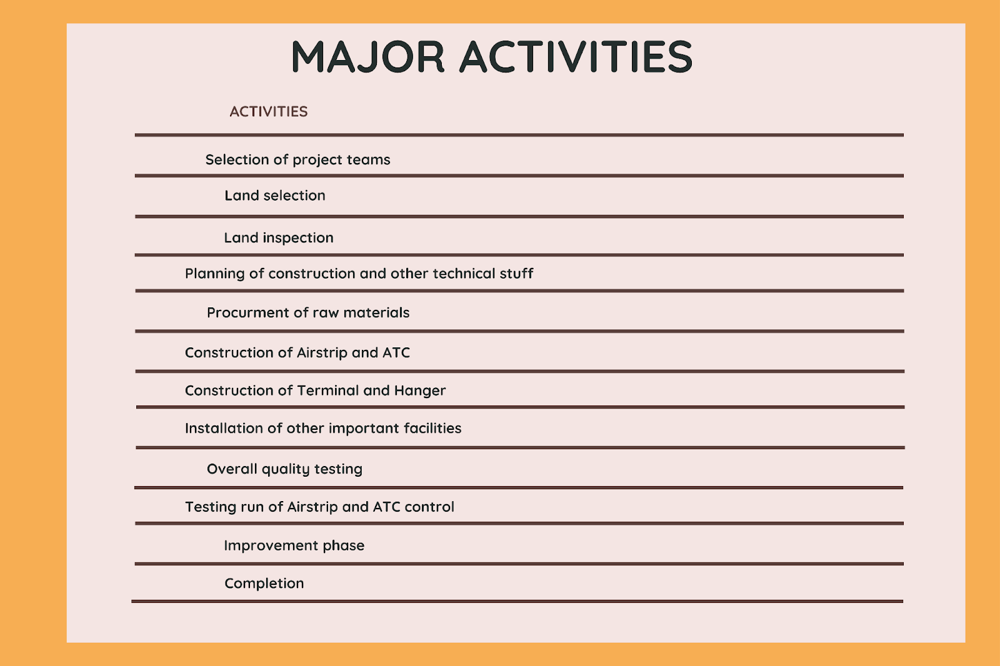 MAJOR ACTIVITIES
ACTIVITIES
Selection of project teams
Land selection
Land inspection
Planning of construction and other technical stuff
Procurment of raw materials
Construction of Airstrip and ATC
Construction of Terminal and Hanger
Installation of other important facilities
Overall quality testing
Testing run of Airstrip and ATC control
Improvement phase
Completion